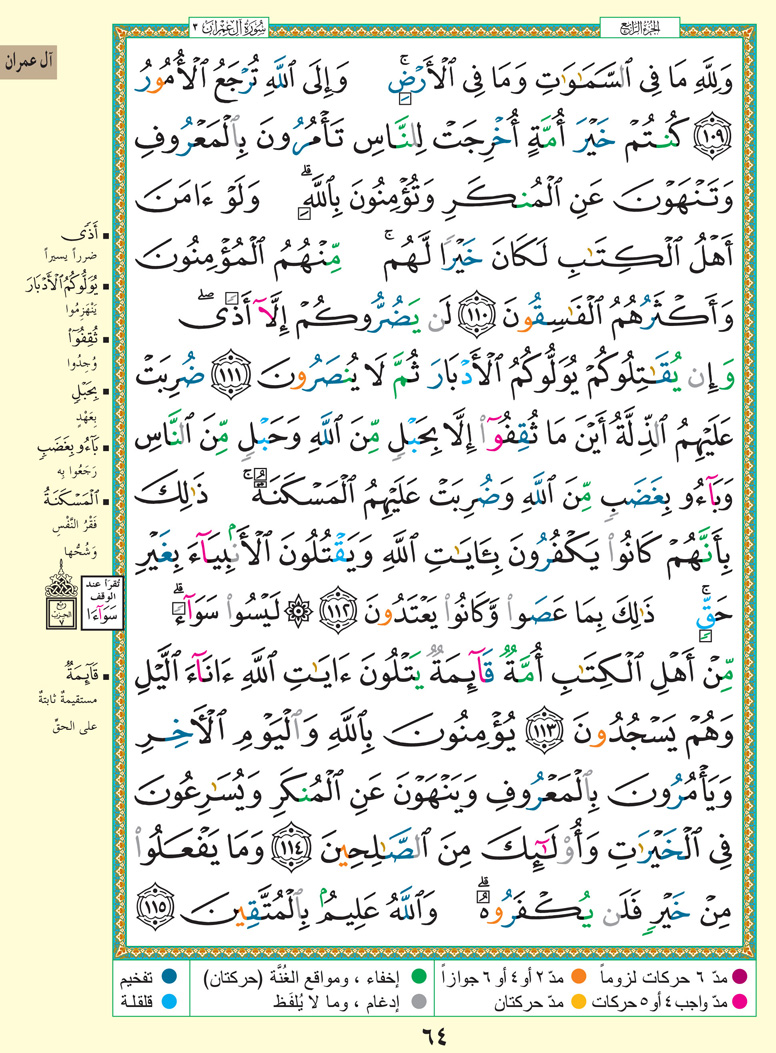 الجزء الرابع
سورة آل عمران ٣
آل عمران
وَلِلَّهِ مَا فِى ٱلسَّمَـٰوَٰتِ وَمَا فِى ٱلْأَرْضِ ۚ وَإِلَى ٱللَّهِ تُرْجَعُ ٱلْأُمُورُ
١٠٩ كُنتُمْ خَيْرَ أُمَّةٍ أُخْرِجَتْ لِلنَّاسِ تَأْمُرُونَ بِٱلْمَعْرُوفِ
وَتَنْهَوْنَ عَنِ ٱلْمُنكَرِ وَتُؤْمِنُونَ بِٱللَّهِ ۗ وَلَوْ ءَامَنَ
أَهْلُ ٱلْكِتَـٰبِ لَكَانَ خَيْرًا لَّهُم ۚ مِّنْهُمُ ٱلْمُؤْمِنُونَ
وَأَكْثَرُهُمُ ٱلْفَـٰسِقُونَ ١١٠ لَن يَضُرُّوكُمْ إِلَّآ أَذًى ۖ
وَإِن يُقَـٰتِلُوكُمْ يُوَلُّوكُمُ ٱلْأَدْبَارَ ثُمَّ لَا يُنصَرُونَ ١١١ ضُرِبَتْ
عَلَيْهِمُ ٱلذِّلَّةُ أَيْنَ مَا ثُقِفُوٓا۟ إِلَّا بِحَبْلٍ مِّنَ ٱللَّهِ وَحَبْلٍ مِّنَ ٱلنَّاسِ
وَبَآءُو بِغَضَبٍ مِّنَ ٱللَّهِ وَضُرِبَتْ عَلَيْهِمُ ٱلْمَسْكَنَةُ ۚ ذَٰلِكَ
بِأَنَّهُمْ كَانُوا۟ يَكْفُرُونَ بِـَٔايَـٰتِ ٱللَّهِ وَيَقْتُلُونَ ٱلْأَنۢبِيَآءَ بِغَيْرِ
حَقٍّ ۚ ذَٰلِكَ بِمَا عَصَوا۟ وَّكَانُوا۟ يَعْتَدُونَ ١١٢ ۞ لَيْسُوا۟ سَوَآءً ۗ
مِّنْ أَهْلِ ٱلْكِتَـٰبِ أُمَّةٌ قَآئِمَةٌ يَتْلُونَ ءَايَـٰتِ ٱللَّهِ ءَانَآءَ ٱلَّيْلِ
وَهُمْ يَسْجُدُونَ ١١٣ يُؤْمِنُونَ بِٱللَّهِ وَٱلْيَوْمِ ٱلْـَٔاخِرِ
وَيَأْمُرُونَ بِٱلْمَعْرُوفِ وَيَنْهَوْنَ عَنِ ٱلْمُنكَرِ وَيُسَـٰرِعُونَ
فِى ٱلْخَيْرَٰتِ وَأُو۟لَـٰٓئِكَ مِنَ ٱلصَّـٰلِحِينَ ١١٤ وَمَا يَفْعَلُوا۟
مِنْ خَيْرٍ فَلَن يُكْفَرُوهُ ۗ وَٱللَّهُ عَلِيمٌۢ بِٱلْمُتَّقِينَ ١١٥
أَذًى
ضرراً يسيراً
يُوَلُّوكُمُ ٱلْأَدْبَارَ
يَنْهَزِمُوا
ثُقِفُوٓا۟
وُجِدُوا
بِحَبْلٍ
بِعَهْدٍ
بَآءُو بِغَضَبٍ
رَجَعُوا بِهِ
ٱلْمَسْكَنَةُ
فَقْرُ النَّفْسِ
وَشُحُّها
تُقرَأ عند
الوقف
سَوَآءَا
ربع
الحزب
٧
قَآئِمَةٌ
مستقيمةٌ ثابتةٌ
على الحقِّ
مدّ ٦ حركات لزوماً
مدّ ٢ أو ٤ أو ٦ جوازاً
إخفاء ، ومواقع الغُنَّة (حركتان)
تفخيم
مدّ واجب ٤ أو ٥ حركات
مدّ حركتان
إدغام ، وما لا يُلفَظ
قلقلة
٦٤